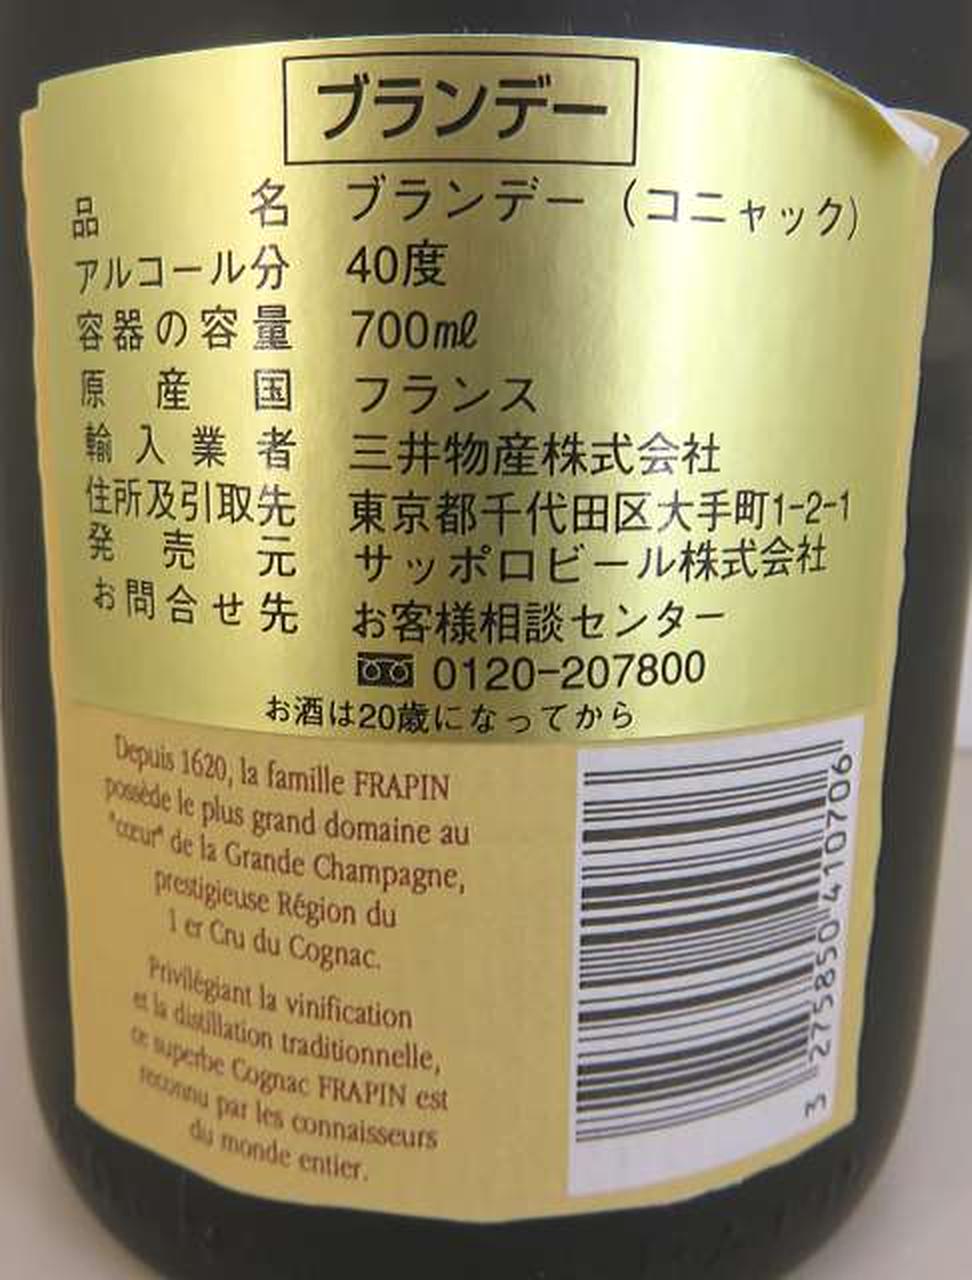 ブランデー
品名 ブランデー（コニャック）
アルコール分 40度
容器の容量 700㎖
原産国 フランス
輸入業者 三井物産株式会社
住所及引取先 東京都千代田区大手町1-2-1
発売元 サッポロビール株式会社
お問合せ先 お客様相談センター
0120-207800
お酒は20歳になってから
Depuis 1620, la famille FRAPIN
possède le plus grand domaine au
"cœur" de la Grande Champagne,
prestigieuse Région du
1 er Cru du Cognac.
Privilégiant la vinification
et la distillation traditionnelle,
ce superbe Cognac FRAPIN est
reconnu par les connaisseurs
du monde entier.
3 275850 410706